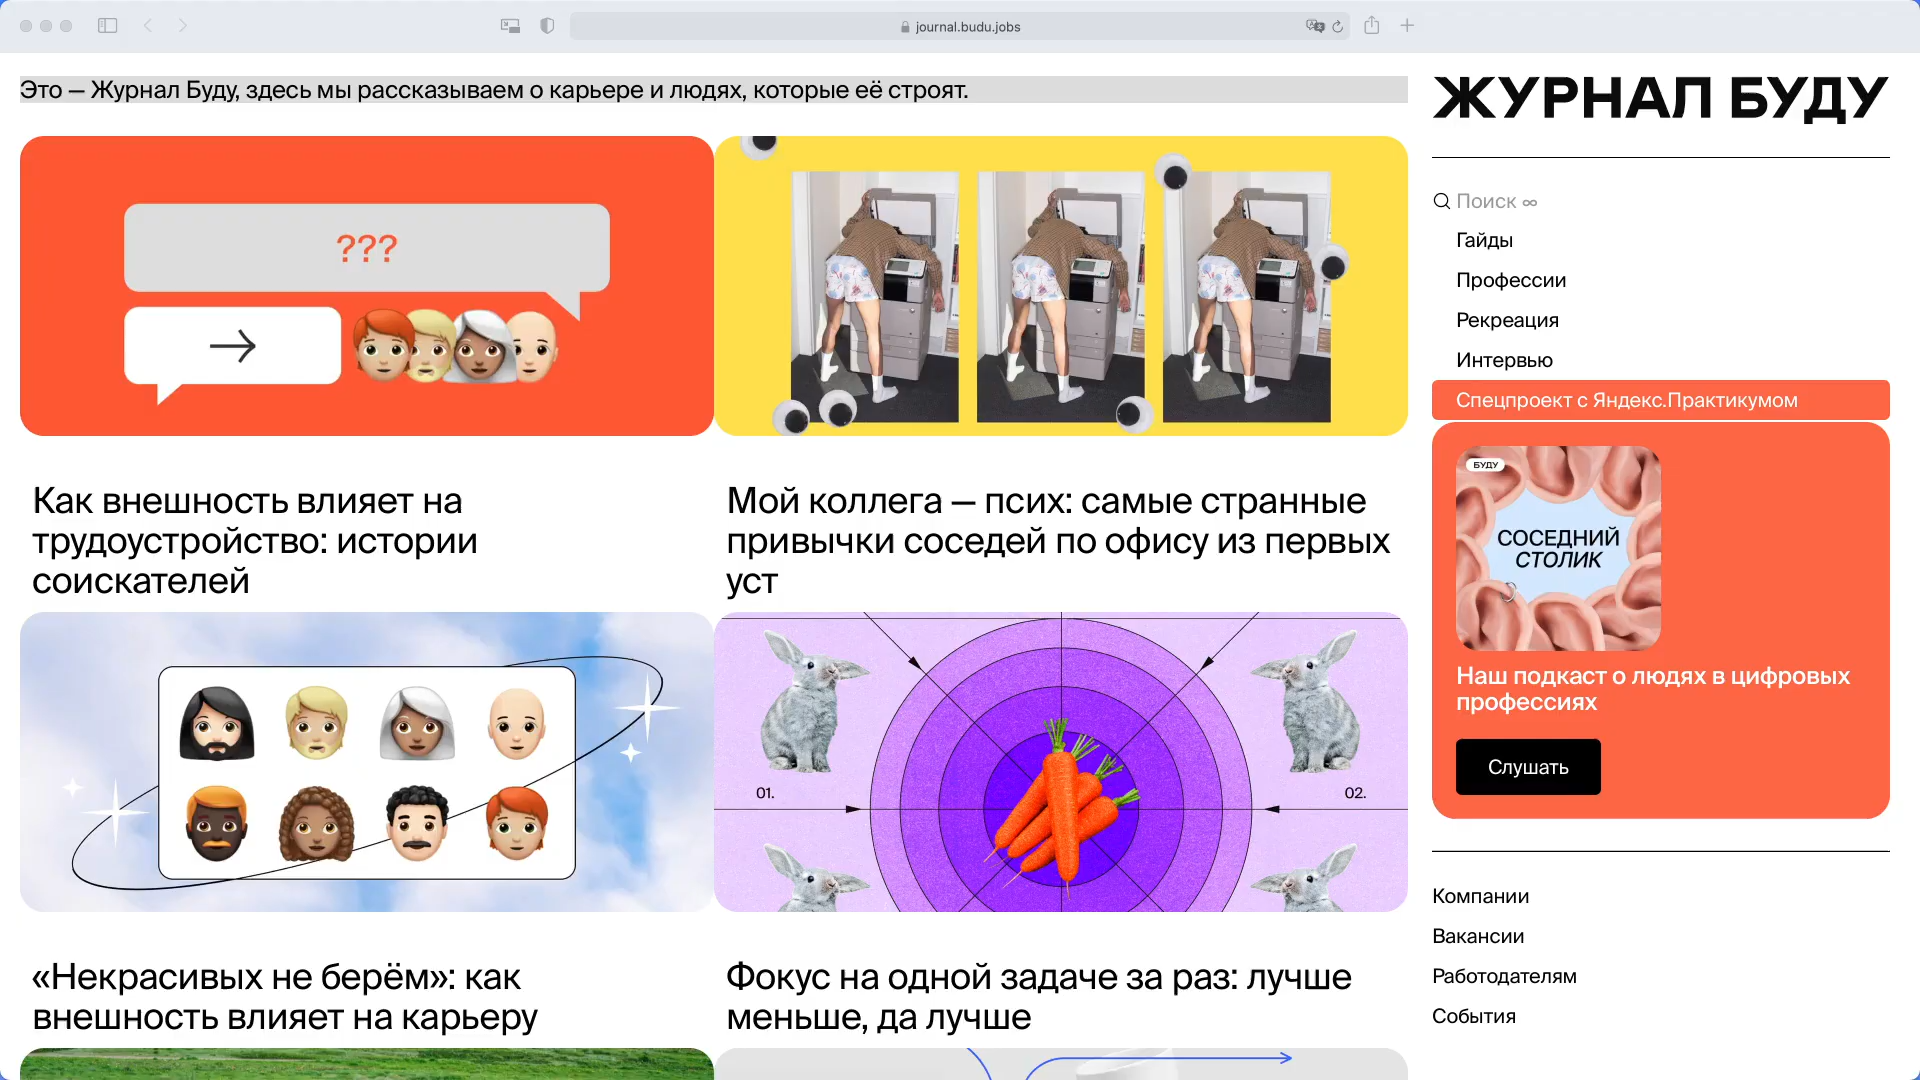 journal.budu.jobs
Это — Журнал Буду, здесь мы рассказываем о карьере и людях, которые её строят.
???
Как внешность влияет на
трудоустройство: истории
соискателей
Мой коллега — псих: самые странные
привычки соседей по офису из первых
уст
01.
02.
«Некрасивых не берём»: как
внешность влияет на карьеру
Фокус на одной задаче за раз: лучше
меньше, да лучше
ЖУРНАЛ БУДУ
Поиск ∞
Гайды
Профессии
Рекреация
Интервью
Спецпроект с Яндекс.Практикумом
БУДУ
СОСЕДНИЙ
СТОЛИК
Наш подкаст о людях в цифровых
профессиях
Слушать
Компании
Вакансии
Работодателям
События